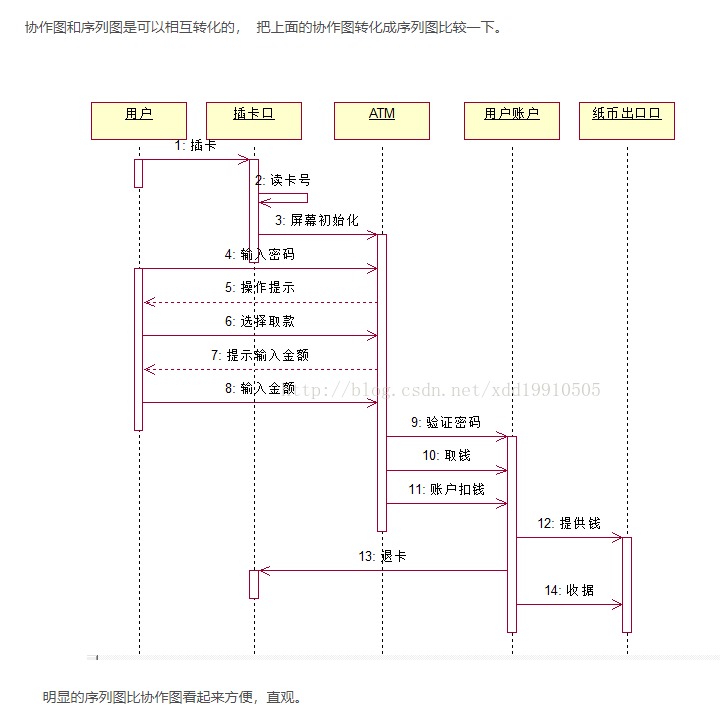 协作图和序列图是可以相互转化的， 把上面的协作图转化成序列图比较一下。
用户 插卡口 ATM 用户账户 纸币出口口
1: 插卡
2: 读卡号
3: 屏幕初始化
4: 输入密码
5: 操作提示
6: 选择取款
7: 提示输入金额
8: 输入金额
http://blog.csdn.net/xdd19910505
9: 验证密码
10: 取钱
11: 账户扣钱
12: 提供钱
13: 退卡
14: 收据
明显的序列图比协作图看起来方便，直观。